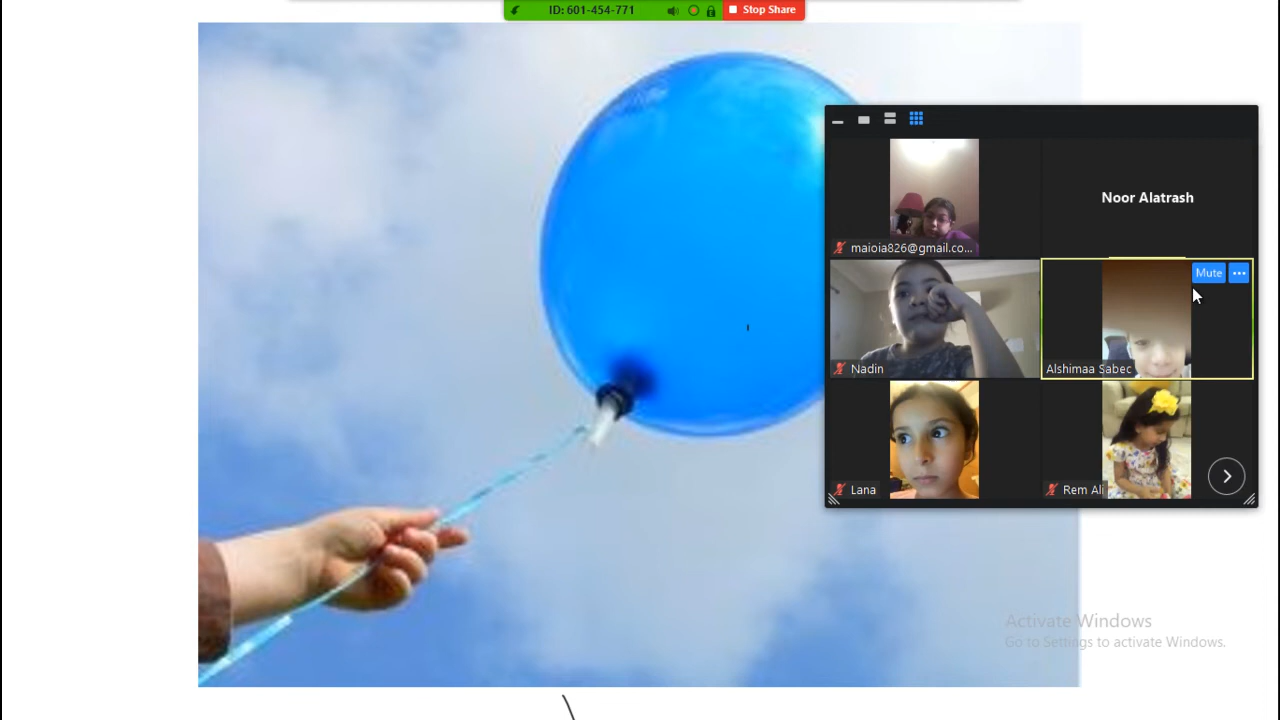 ID: 601-454-771
Stop Share
maioia826@gmail.co...
Noor Alatrash
Nadin
Mute
Alshimaa Sabec
Lana
Rem Ali
Activate Windows
Go to Settings to activate Windows.